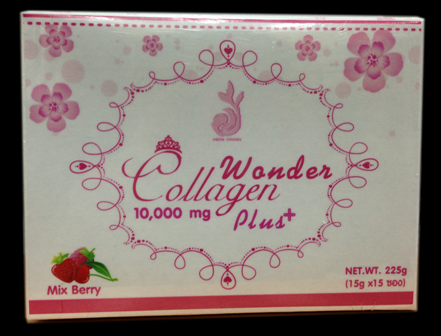 Wonder
Collagen
10,000 mg
Plus+
Mix Berry
NET.WT. 225g
(15g x15 ซอง)